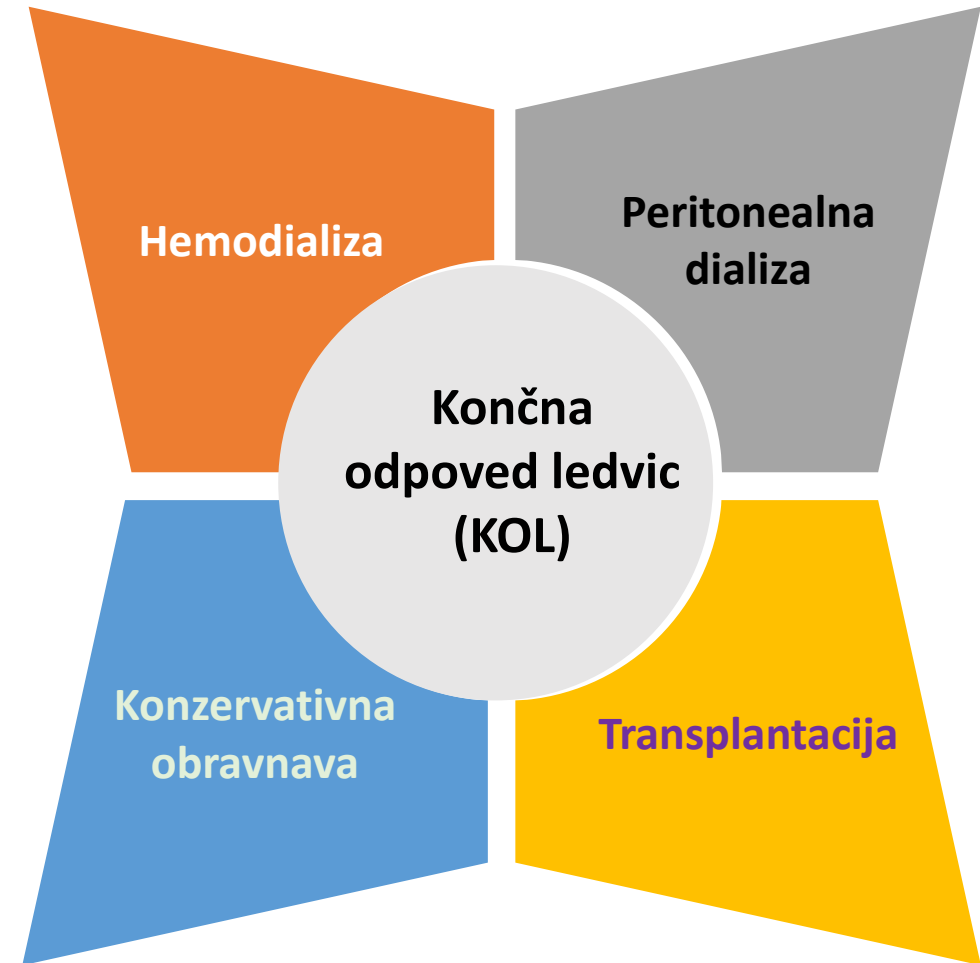 Hemodializa
Peritonealna
dializa
Končna
odpoved ledvic
(KOL)
Konzervativna
obravnava
Transplantacija